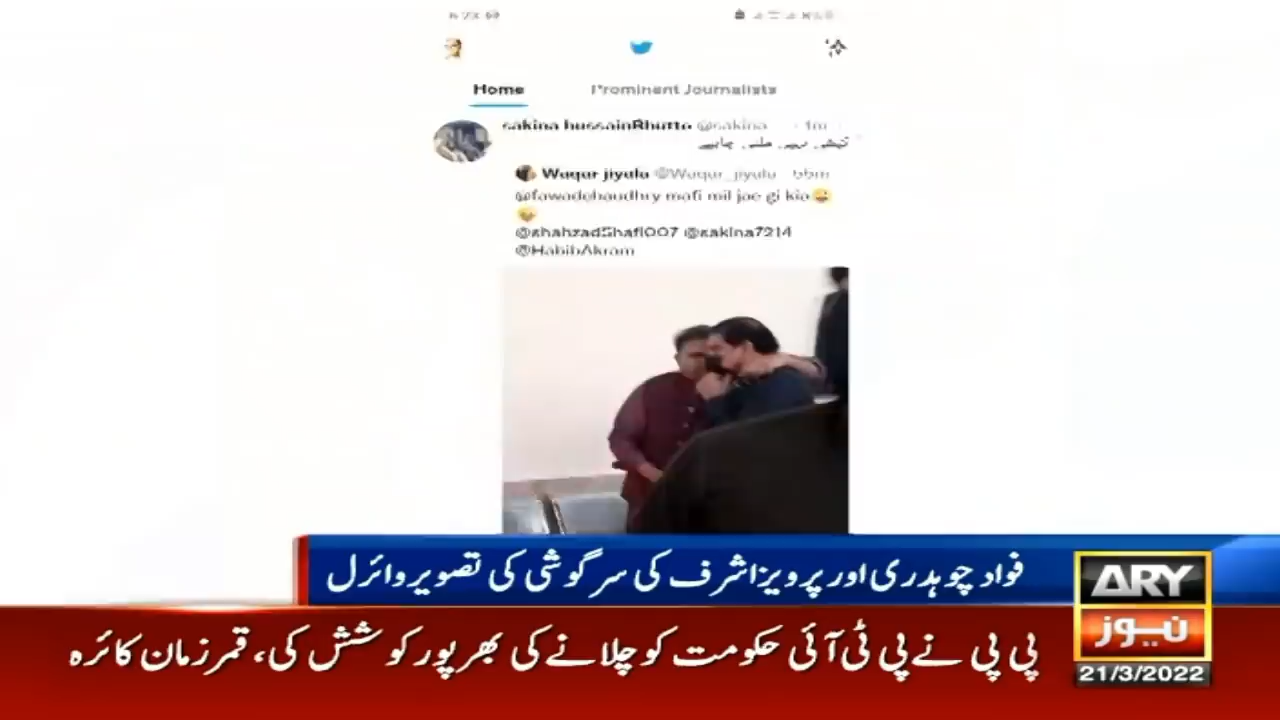 Home Prominent Journalists
sakina hussainBhutto @sakina
Waqar jiyala @Waqar_jiyala
@fawadchaudhry mafi mil jae gi kia
@shahzadShafi007 @sakina7214
@HabibAkram
فواد چوہدری اور پرویز اشرف کی سرگوشی کی تصویر وائرل
ARY
نیوز
پی پی نے پی ٹی آئی حکومت کو چلانے کی بھرپور کوشش کی، قمر زمان کائرہ
21/3/2022